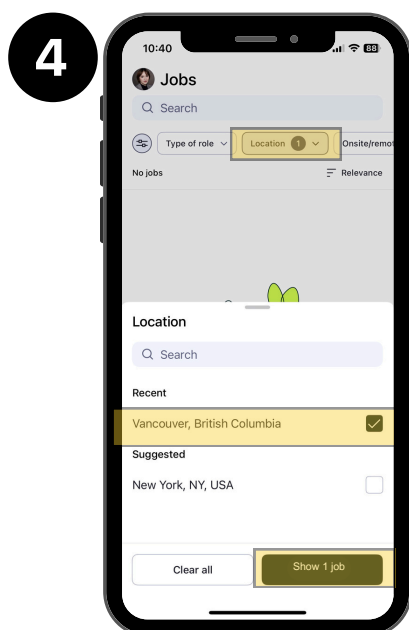 4
10:40
88
Jobs
Search
Type of role
Location 1
Onsite/remot
No jobs
Relevance
Location
Search
Recent
Vancouver, British Columbia
Suggested
New York, NY, USA
Clear all
Show 1 job